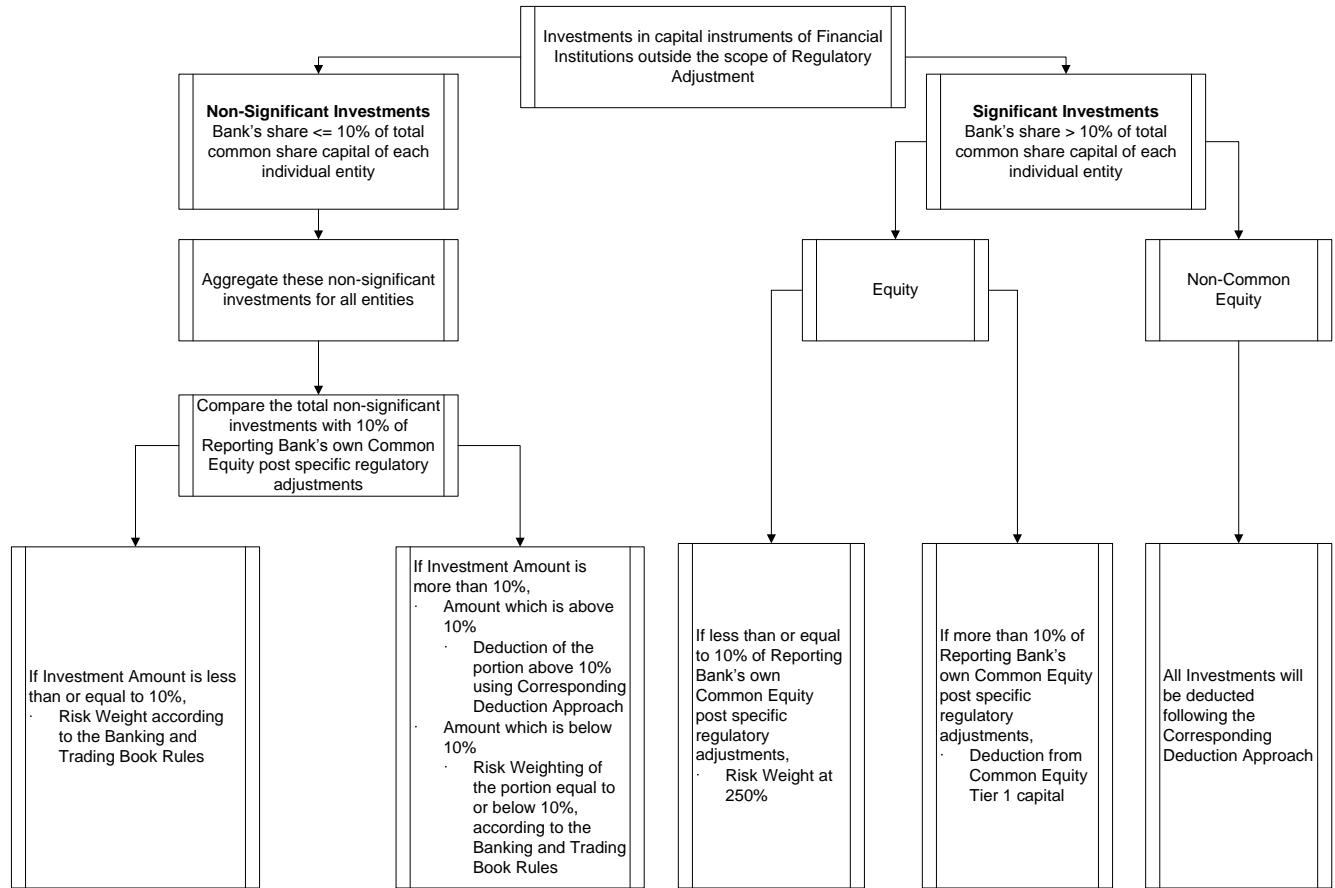 Investments in capital instruments of Financial
Institutions outside the scope of Regulatory
Adjustment
Non-Significant Investments
Bank's share <= 10% of total
common share capital of each
individual entity
Significant Investments
Bank's share > 10% of total
common share capital of each
individual entity
Aggregate these non-significant
investments for all entities
Equity
Non-Common
Equity
Compare the total non-significant
investments with 10% of
Reporting Bank's own Common
Equity post specific regulatory
adjustments
If Investment Amount is less
than or equal to 10%,
· Risk Weight according
to the Banking and
Trading Book Rules
If Investment Amount is
more than 10%,
· Amount which is above
10%
· Deduction of the
portion above 10%
using Corresponding
Deduction Approach
· Amount which is below
10%
· Risk Weighting of
the portion equal to
or below 10%,
according to the
Banking and Trading
Book Rules
If less than or equal
to 10% of Reporting
Bank's own
Common Equity
post specific
regulatory
adjustments,
· Risk Weight at
250%
If more than 10% of
Reporting Bank's
own Common Equity
post specific
regulatory
adjustments,
· Deduction from
Common Equity
Tier 1 capital
All Investments will
be deducted
following the
Corresponding
Deduction Approach